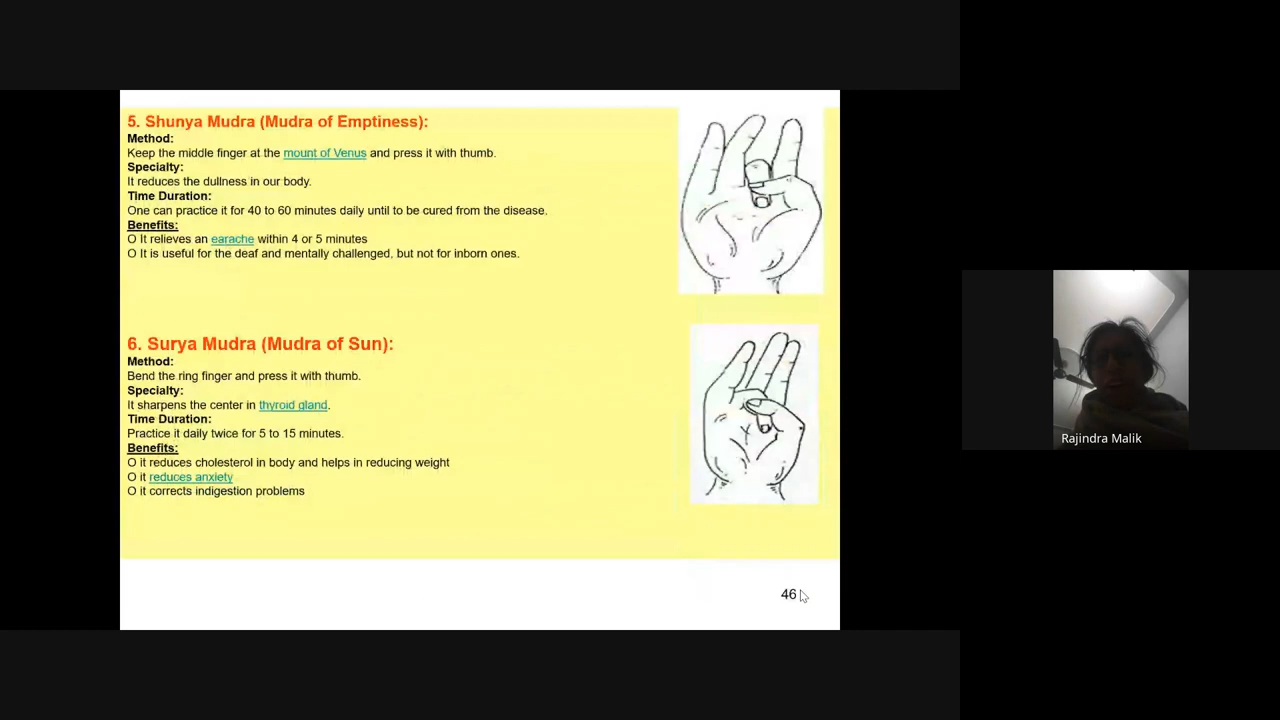 5. Shunya Mudra (Mudra of Emptiness):
Method:
Keep the middle finger at the mount of Venus and press it with thumb.
Specialty:
It reduces the dullness in our body.
Time Duration:
One can practice it for 40 to 60 minutes daily until to be cured from the disease.
Benefits:
O It relieves an earache within 4 or 5 minutes
O It is useful for the deaf and mentally challenged, but not for inborn ones.
6. Surya Mudra (Mudra of Sun):
Method:
Bend the ring finger and press it with thumb.
Specialty:
It sharpens the center in thyroid gland.
Time Duration:
Practice it daily twice for 5 to 15 minutes.
Benefits:
O it reduces cholesterol in body and helps in reducing weight
O it reduces anxiety
O it corrects indigestion problems
46
Rajindra Malik